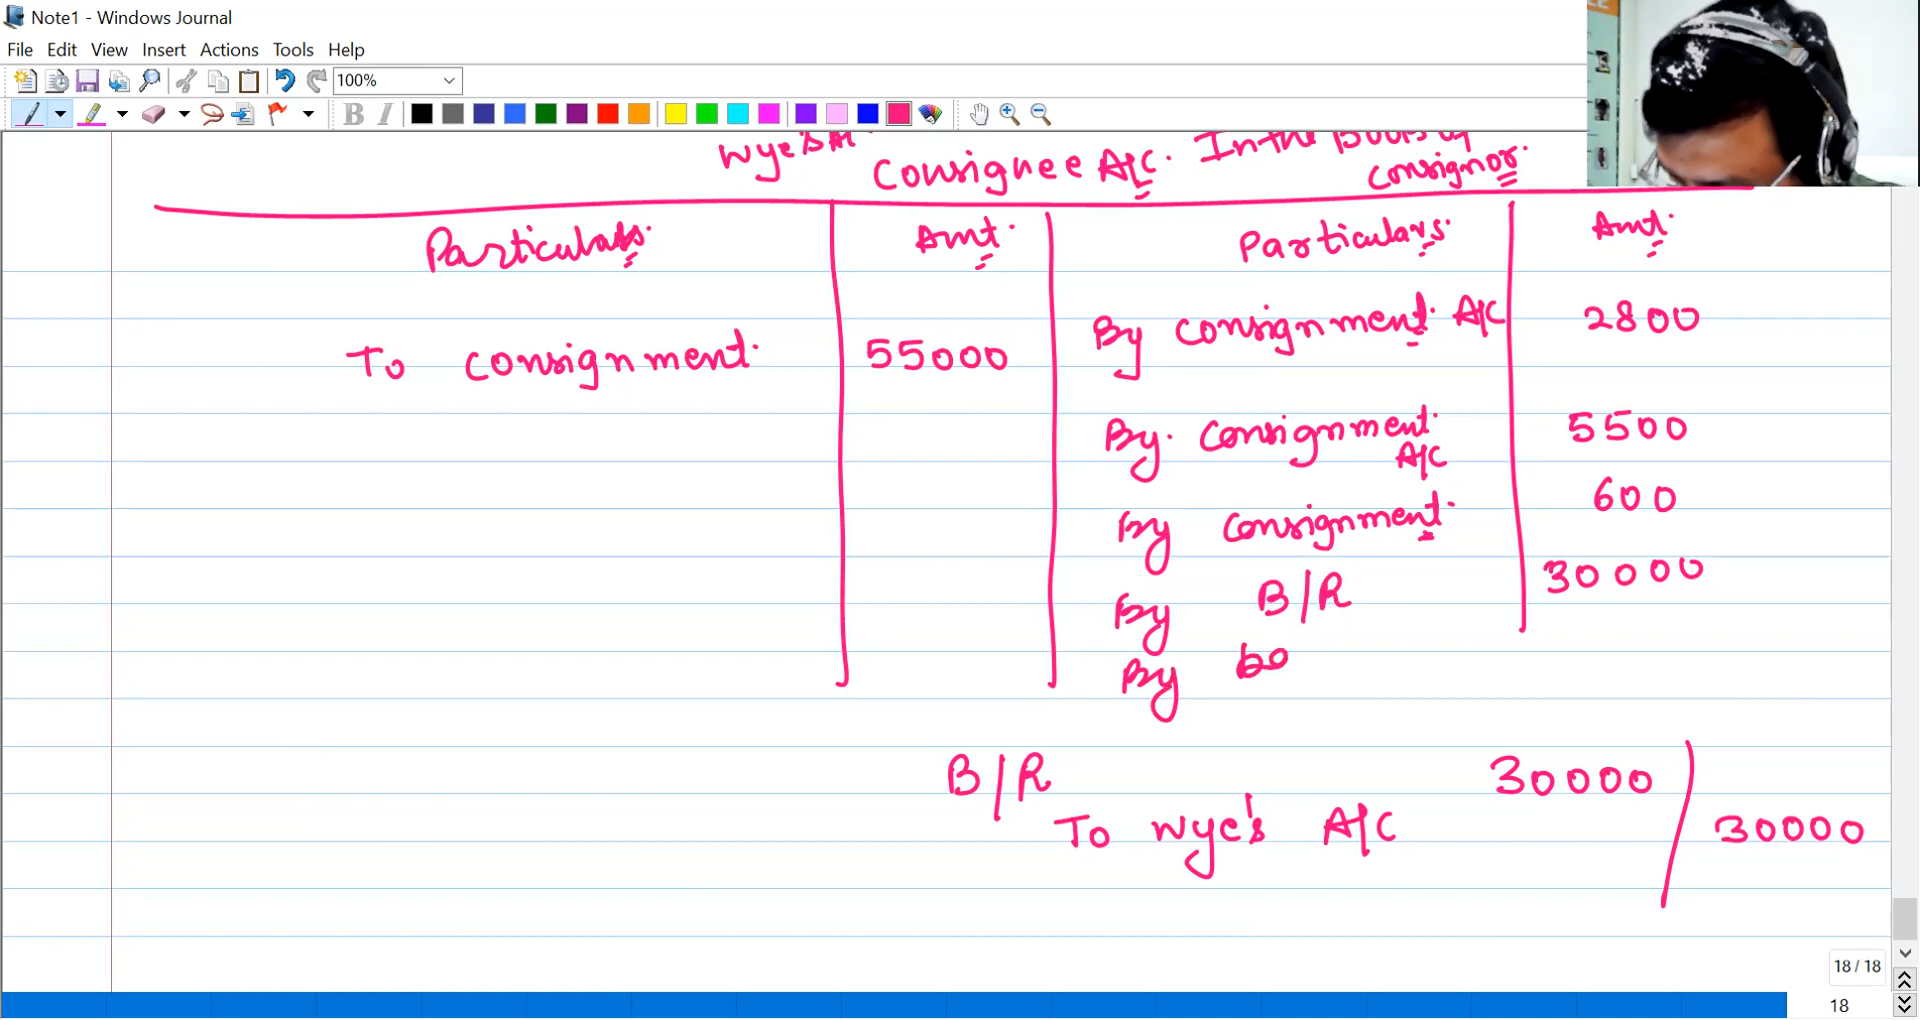 Note1 - Windows Journal
File Edit View Insert Actions Tools Help
100%
B I
Wye's A/c.
Consignee A/C. In the Books of
Consignor.
Particulars. Amt. Particulars. Amt.
To consignment. 55000 By consignment. A/C 2800
By. consignment. 5500
A/C
By consignment. 600
By B/R 30000
By
B/R 30000
To Wye's A/C 30000
18 / 18
18